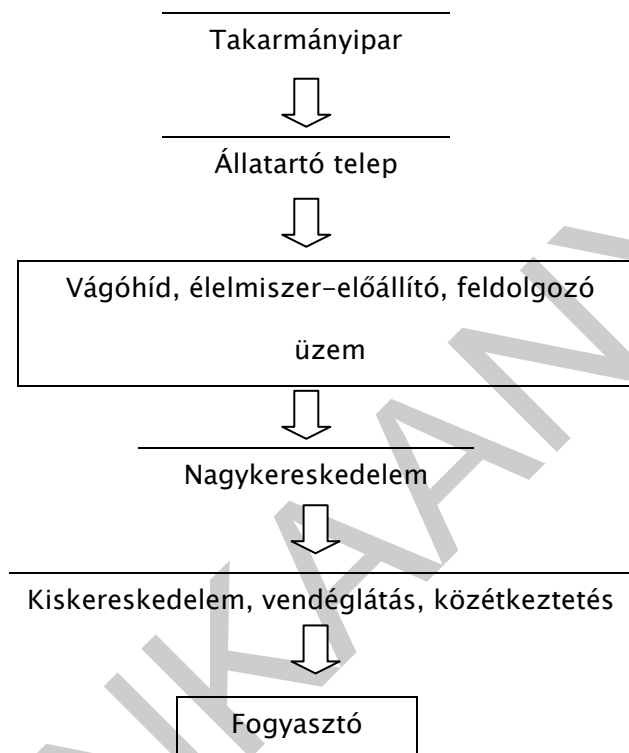 Takarmányipar
Állatartó telep
Vágóhíd, élelmiszer-előállító, feldolgozó
üzem
Nagykereskedelem
Kiskereskedelem, vendéglátás, közétkeztetés
Fogyasztó